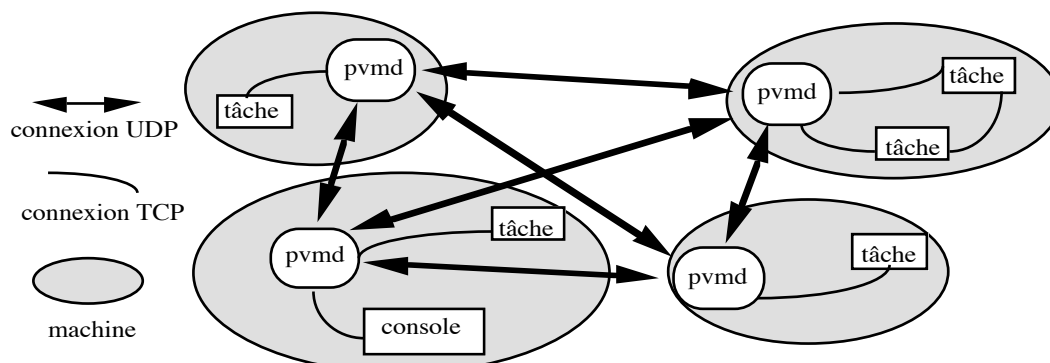 connexion UDP
connexion TCP
machine
pvmd
tâche
pvmd
tâche
tâche
pvmd
tâche
console
pvmd
tâche